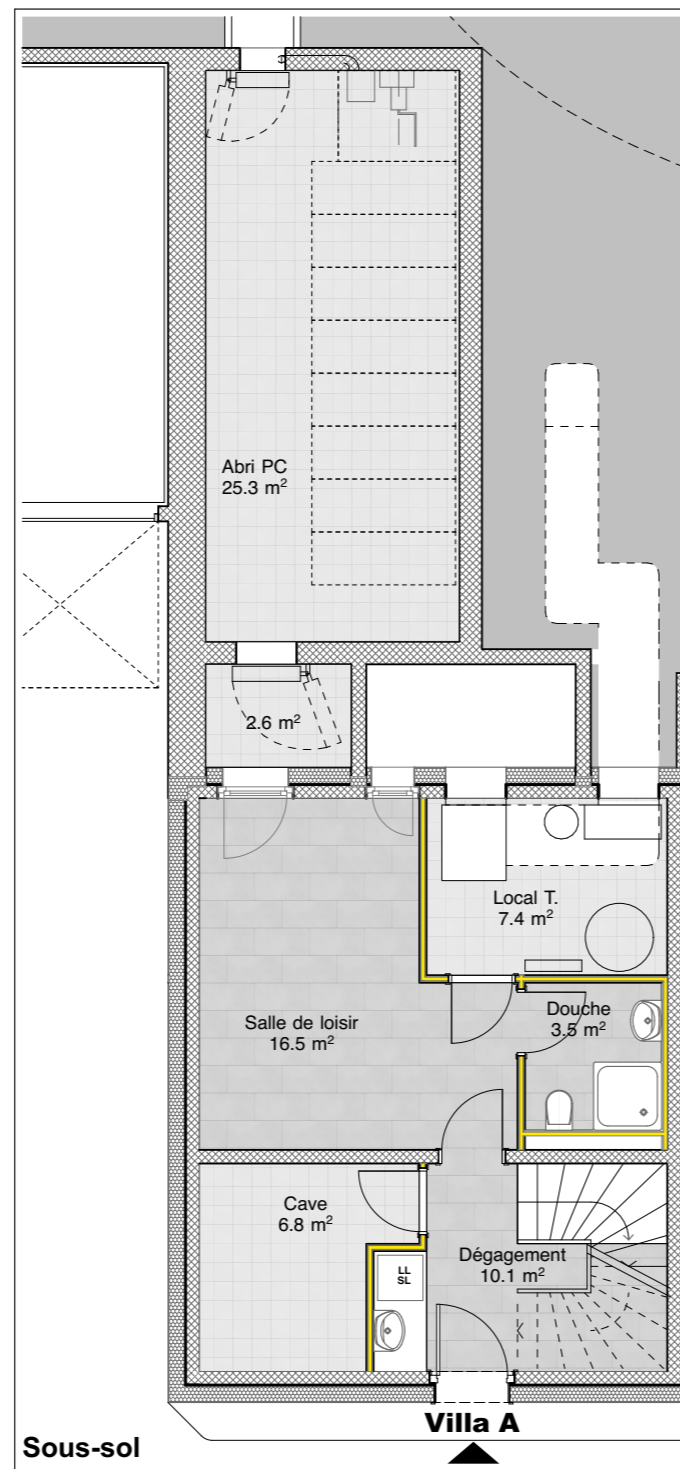 Abri PC
25.3 m²
2.6 m²
Local T.
7.4 m²
Douche
3.5 m²
Salle de loisir
16.5 m²
Cave
6.8 m²
Dégagement
10.1 m²
LL
SL
Villa A
Sous-sol